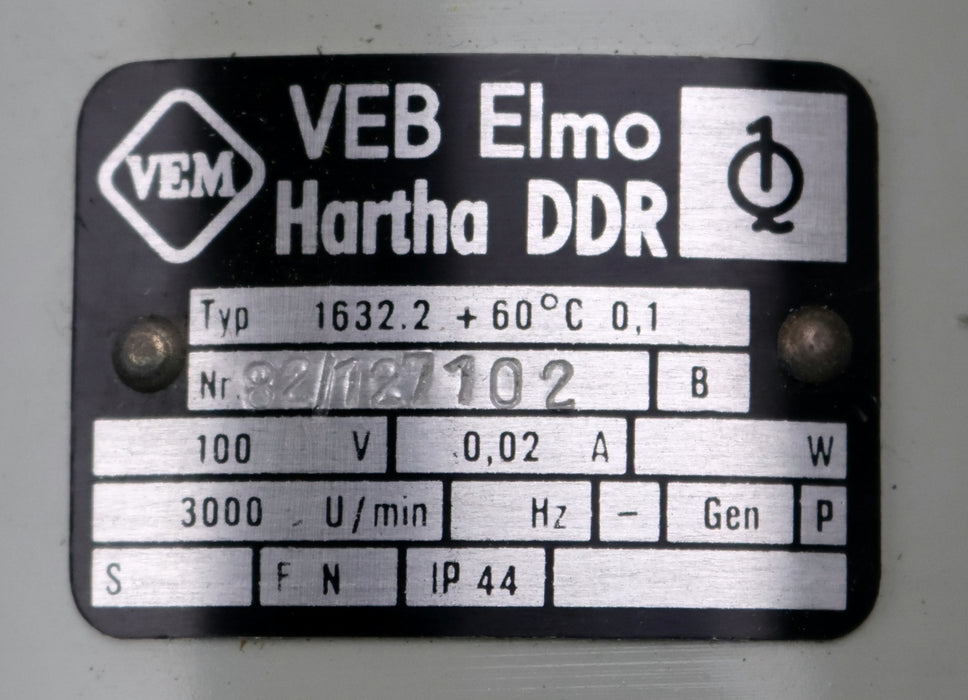 VEM
VEB Elmo
Hartha DDR
1Q
Typ 1632.2 +60°C 0,1
Nr. 82/127102 B
100 V 0,02 A W
3000 U/min Hz – Gen P
S F N IP 44